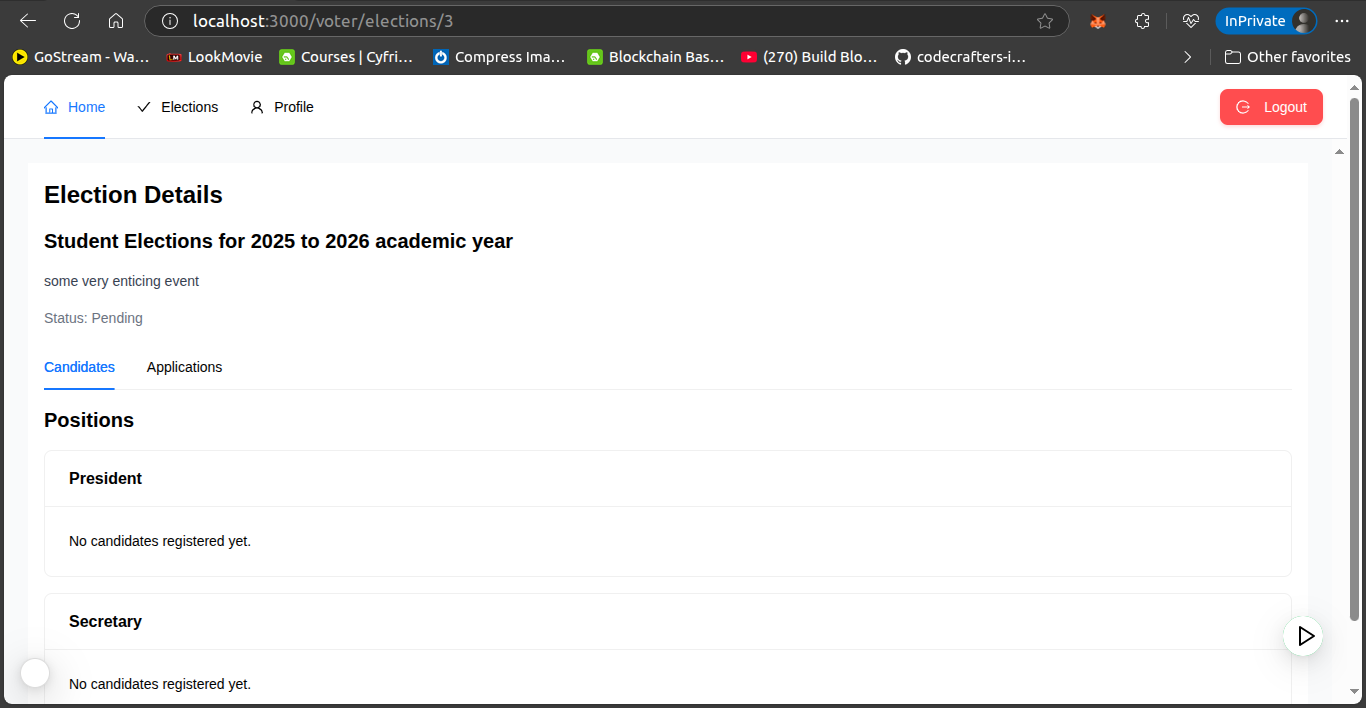 localhost:3000/voter/elections/3
InPrivate
GoStream - Wa...
LM LookMovie
Courses | Cyfri...
Compress Ima...
Blockchain Bas...
(270) Build Blo...
codecrafters-i...
Other favorites
Home
Elections
Profile
Logout
Election Details
Student Elections for 2025 to 2026 academic year
some very enticing event
Status: Pending
Candidates
Applications
Positions
President
No candidates registered yet.
Secretary
No candidates registered yet.